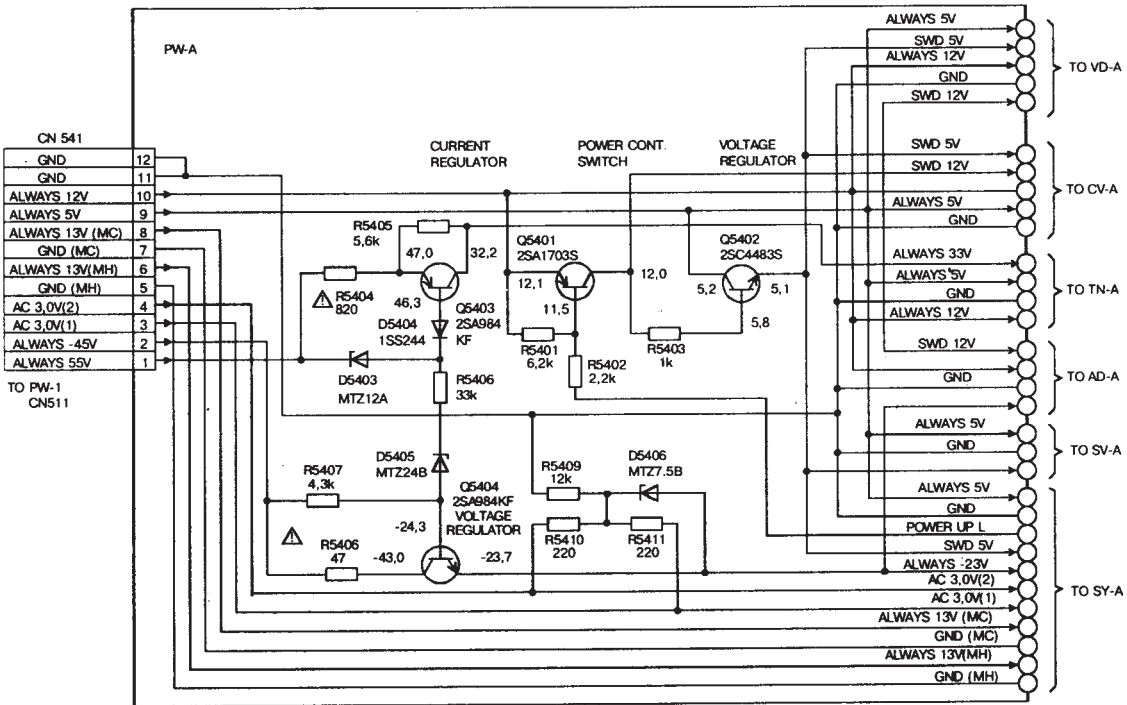 PW-A
CN 541
GND 12
GND 11
ALWAYS 12V 10
ALWAYS 5V 9
ALWAYS 13V (MC) 8
GND (MC) 7
ALWAYS 13V(MH) 6
GND (MH) 5
AC 3,0V(2) 4
AC 3,0V(1) 3
ALWAYS -45V 2
ALWAYS 55V 1
TO PW-1
CN511
CURRENT
REGULATOR
POWER CONT.
SWITCH
VOLTAGE
REGULATOR
R5405
5,6k
47,0
32,2
46,3
R5404
820
Q5403
2SA984
KF
D5404
1SS244
D5403
MTZ12A
R5406
33k
Q5401
2SA1703S
12,1
12,0
11,5
R5401
6,2k
R5402
2,2k
Q5402
2SC4483S
5,2
5,1
5,8
R5403
1k
D5405
MTZ24B
R5407
4,3k
Q5404
2SA984KF
VOLTAGE
REGULATOR
-24,3
-43,0
-23,7
R5406
47
R5409
12k
D5406
MTZ7.5B
R5410
220
R5411
220
ALWAYS 5V
SWD 5V
ALWAYS 12V
GND
SWD 12V
TO VD-A
SWD 5V
SWD 12V
ALWAYS 5V
GND
TO CV-A
ALWAYS 33V
ALWAYS 5V
GND
ALWAYS 12V
TO TN-A
SWD 12V
GND
TO AD-A
ALWAYS 5V
GND
TO SV-A
ALWAYS 5V
GND
POWER UP L
SWD 5V
ALWAYS -23V
AC 3,0V(2)
AC 3,0V(1)
ALWAYS 13V (MC)
GND (MC)
ALWAYS 13V(MH)
GND (MH)
TO SY-A